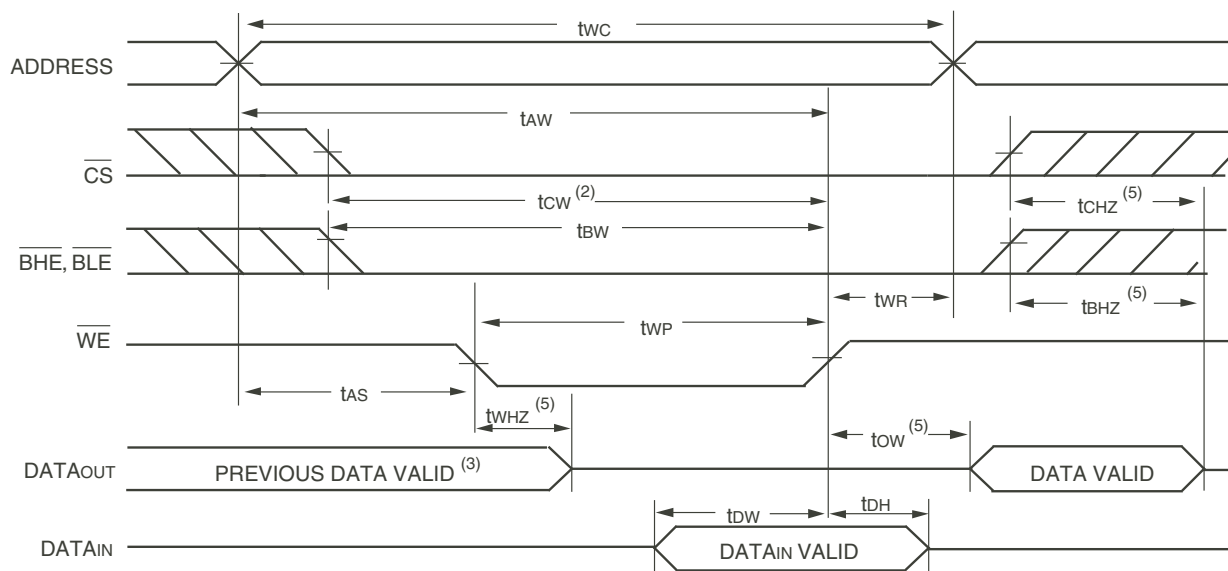 tWC
ADDRESS
tAW
CS
tCW (2)
tCHZ (5)
tBW
BHE, BLE
tWR
tBHZ (5)
tWP
WE
tAS
tWHZ (5)
tOW (5)
DATAOUT
PREVIOUS DATA VALID (3)
DATA VALID
tDW
tDH
DATAIN
DATAIN VALID